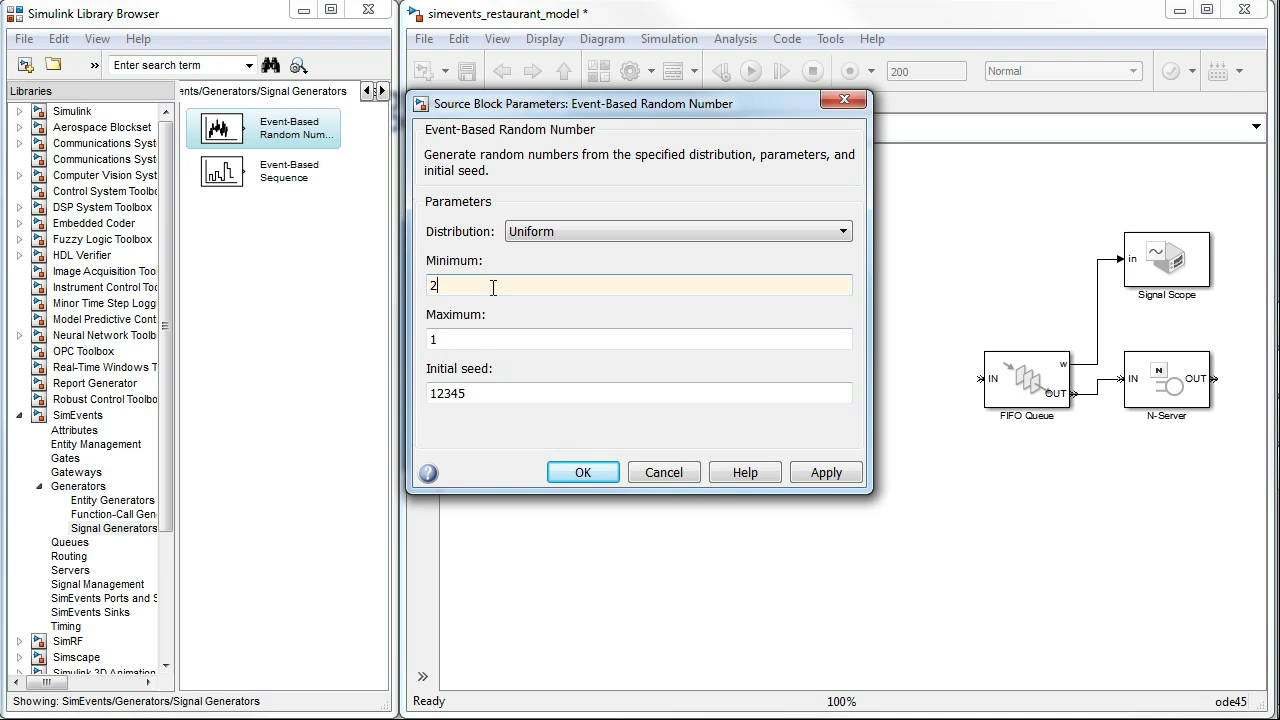 Simulink Library Browser
File Edit View Help
» Enter search term
Libraries
Simulink
Aerospace Blockset
Communications Syst
Communications Syst
Computer Vision Syst
Control System Toolbo
DSP System Toolbox
Embedded Coder
Fuzzy Logic Toolbox
HDL Verifier
Image Acquisition Tool
Instrument Control Too
Minor Time Step Logg
Model Predictive Cont
Neural Network Toolb
OPC Toolbox
Real-Time Windows T
Report Generator
Robust Control Toolbo
SimEvents
Attributes
Entity Management
Gates
Gateways
Generators
Entity Generators
Function-Call Gen
Signal Generators
Queues
Routing
Servers
Signal Management
SimEvents Ports and S
SimEvents Sinks
Timing
SimRF
Simscape
Simulink 3D Animation
ents/Generators/Signal Generators
Event-Based
Random Num...
Event-Based
Sequence
Showing: SimEvents/Generators/Signal Generators
simevents_restaurant_model *
File Edit View Display Diagram Simulation Analysis Code Tools Help
200 Normal
Source Block Parameters: Event-Based Random Number
Event-Based Random Number
Generate random numbers from the specified distribution, parameters, and
initial seed.
Parameters
Distribution: Uniform
Minimum:
2
Maximum:
1
Initial seed:
12345
OK Cancel Help Apply
in
Signal Scope
IN w OUT
FIFO Queue
IN N OUT
N-Server
»
Ready 100% ode45